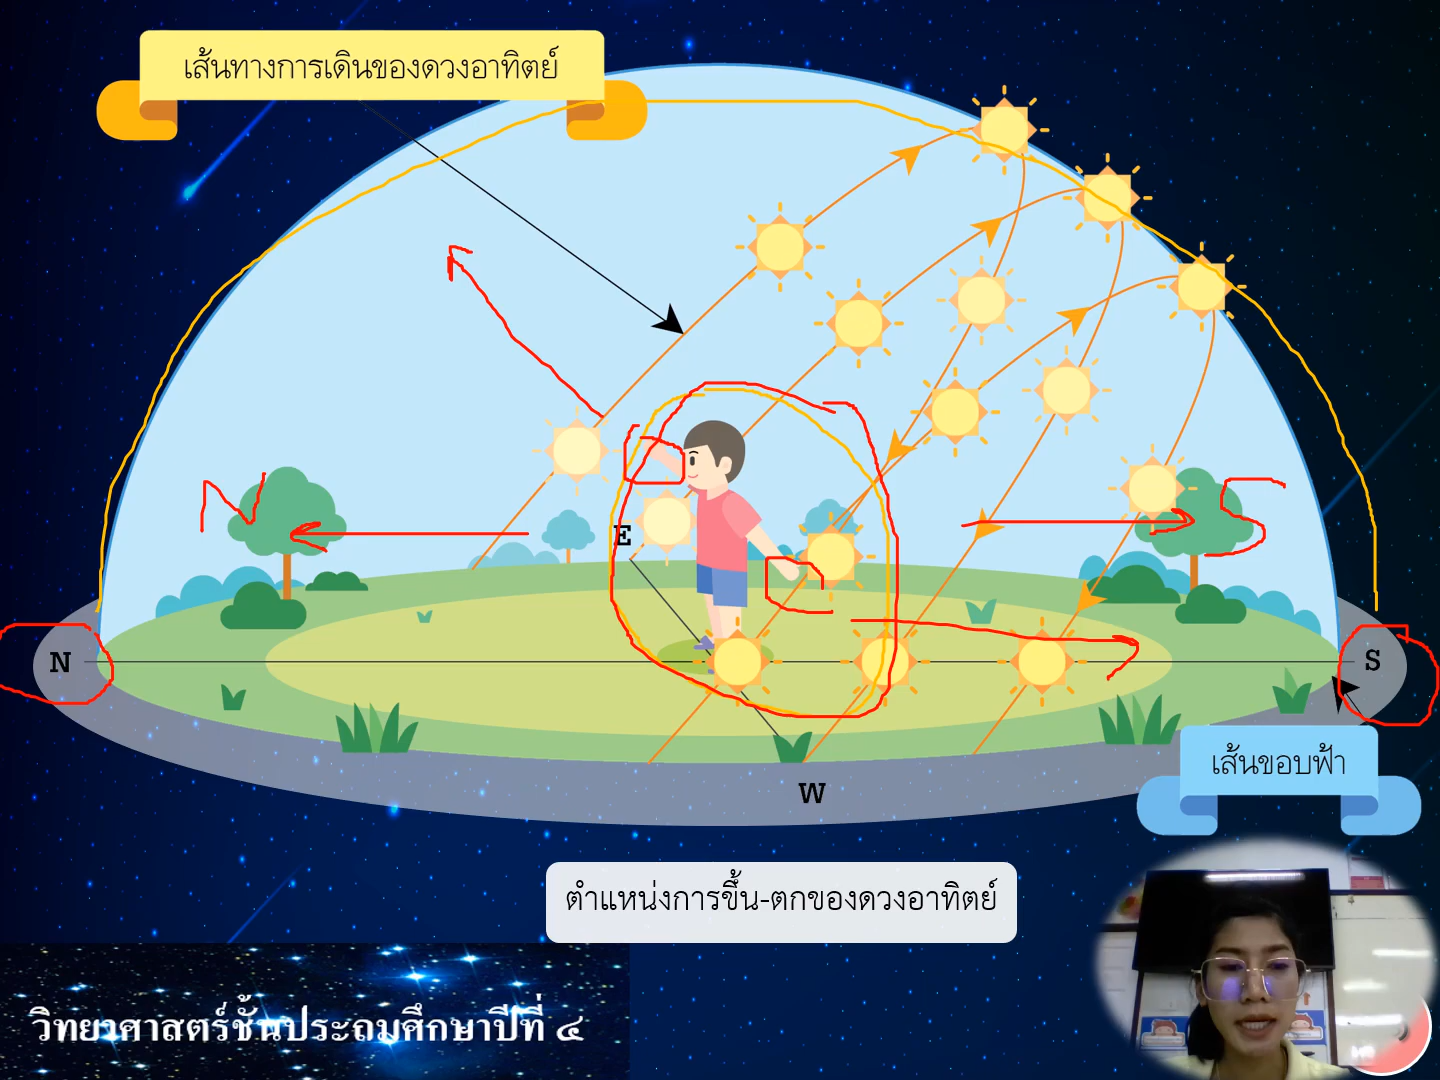 เส้นทางการเดินของดวงอาทิตย์
N
S
E
N
S
W
เส้นขอบฟ้า
ตำแหน่งการขึ้น-ตกของดวงอาทิตย์
วิทยาศาสตร์ชั้นประถมศึกษาปีที่ ๔